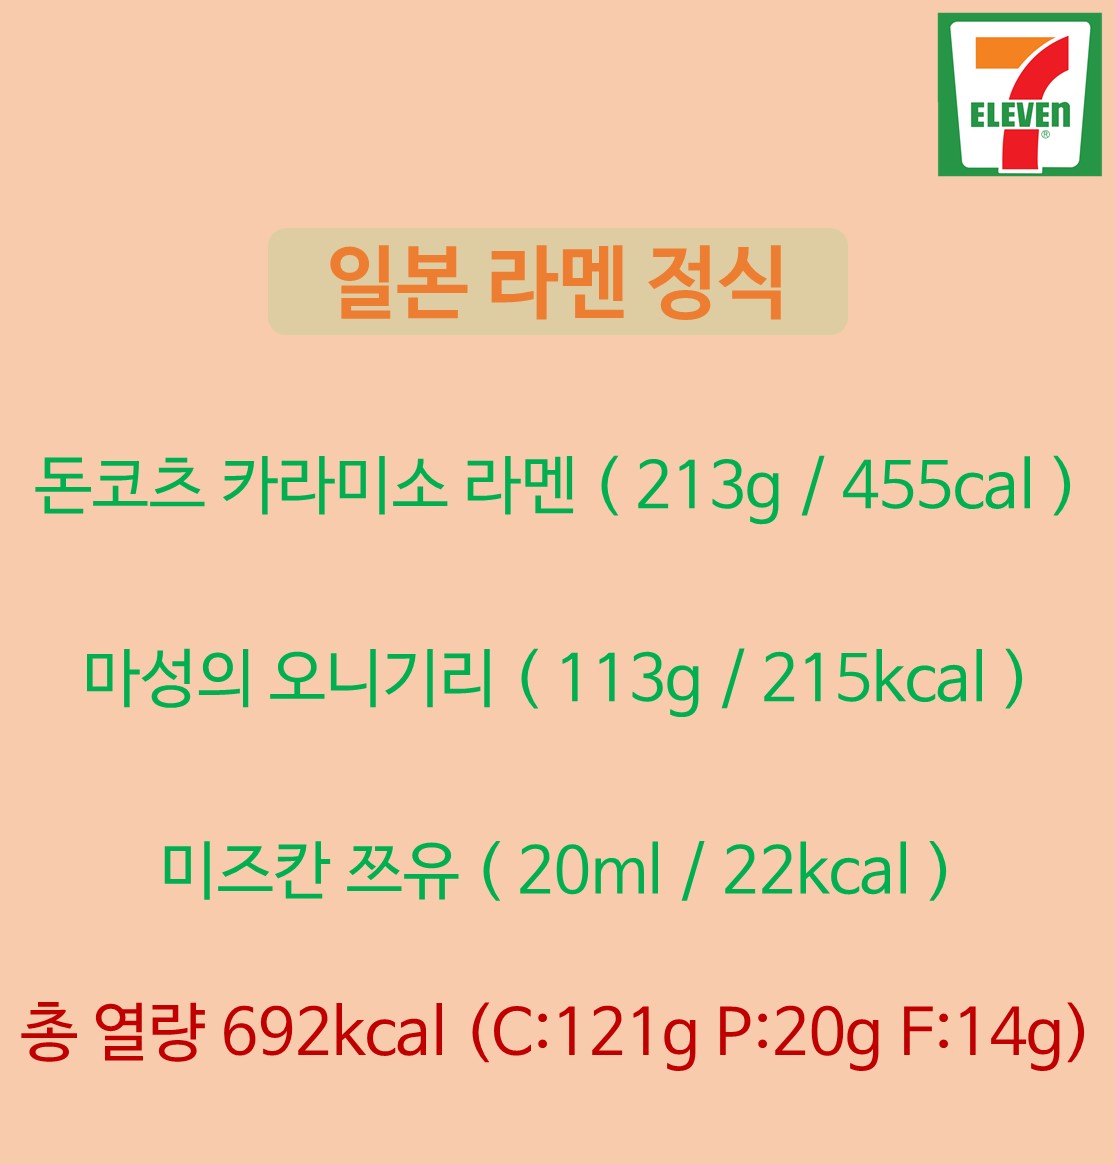 7
ELEVEn
®
일본 라멘 정식
돈코츠 카라미소 라멘 ( 213g / 455cal )
마성의 오니기리 ( 113g / 215kcal )
미즈칸 쯔유 ( 20ml / 22kcal )
총 열량 692kcal (C:121g P:20g F:14g)